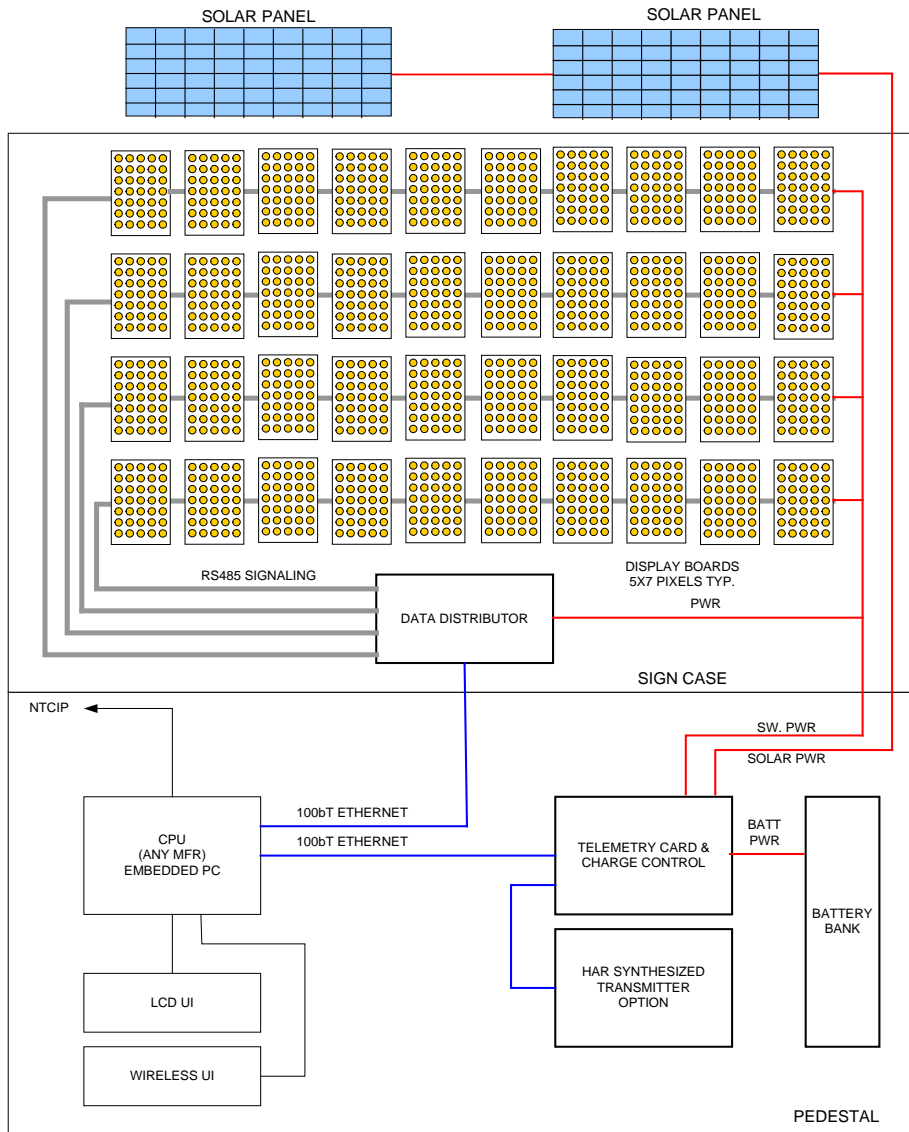 SOLAR PANEL
SOLAR PANEL
RS485 SIGNALING
DISPLAY BOARDS
5X7 PIXELS TYP.
PWR
DATA DISTRIBUTOR
SIGN CASE
NTCIP
SW. PWR
SOLAR PWR
100bT ETHERNET
100bT ETHERNET
CPU
(ANY MFR)
EMBEDDED PC
TELEMETRY CARD &
CHARGE CONTROL
BATT
PWR
BATTERY
BANK
HAR SYNTHESIZED
TRANSMITTER
OPTION
LCD UI
WIRELESS UI
PEDESTAL